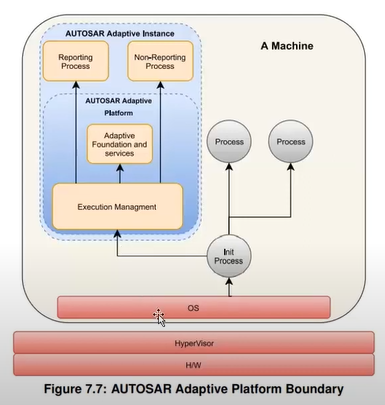 AUTOSAR Adaptive Instance
A Machine
Reporting
Process
Non-Reporting
Process
AUTOSAR Adaptive
Platform
Adaptive
Foundation and
services
Process
Process
Execution Managment
Init
Process
OS
HyperVisor
H/W
Figure 7.7: AUTOSAR Adaptive Platform Boundary